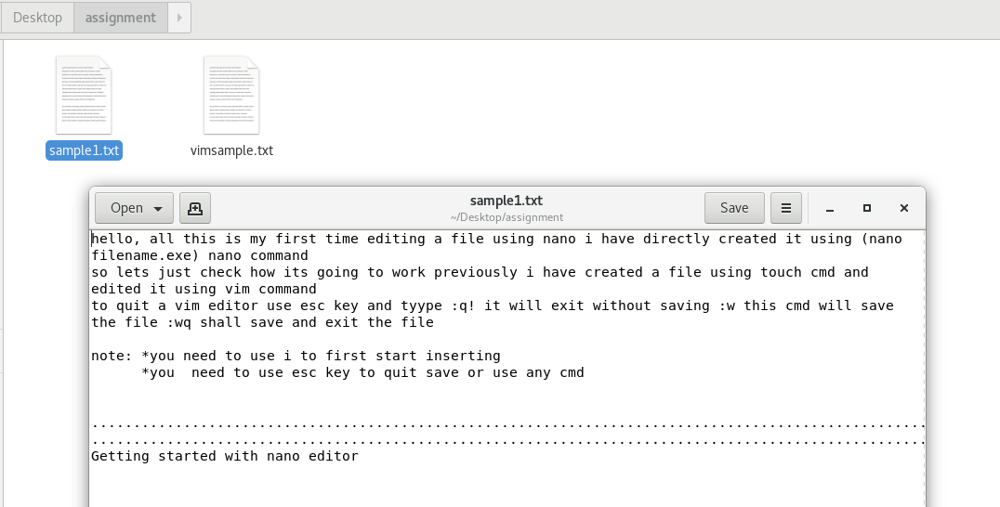 Desktop assignment
sample1.txt vimsample.txt
Open sample1.txt Save
~/Desktop/assignment
hello, all this is my first time editing a file using nano i have directly created it using (nano
filename.exe) nano command
so lets just check how its going to work previously i have created a file using touch cmd and
edited it using vim command
to quit a vim editor use esc key and tyype :q! it will exit without saving :w this cmd will save
the file :wq shall save and exit the file
note: *you need to use i to first start inserting
*you  need to use esc key to quit save or use any cmd
....................................................................................................
....................................................................................................
Getting started with nano editor